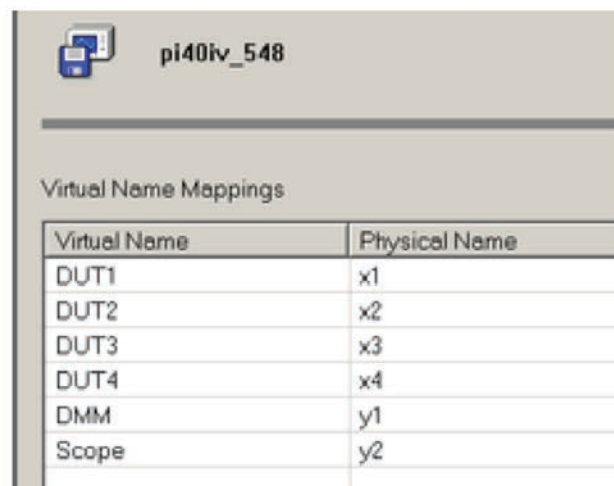 pi40iv_548
Virtual Name Mappings
Virtual Name Physical Name
DUT1 x1
DUT2 x2
DUT3 x3
DUT4 x4
DMM y1
Scope y2